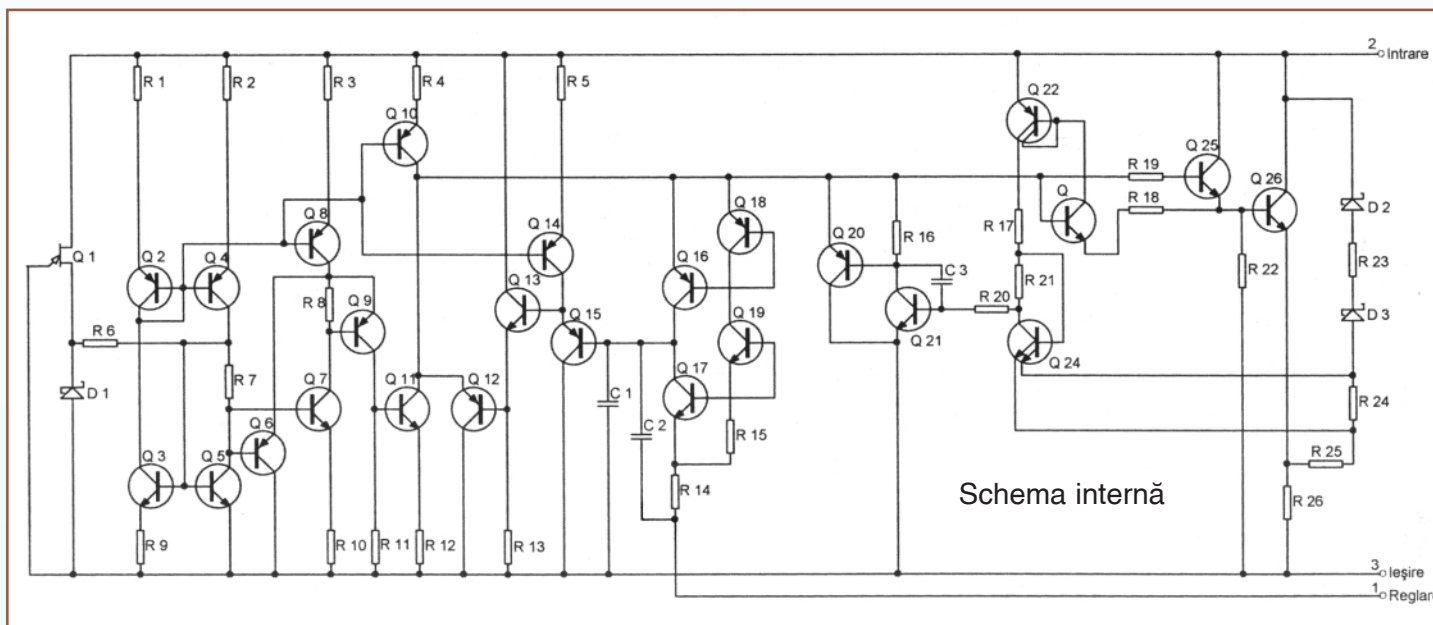 2
Intrare
R 1
R 2
R 3
R 4
R 5
Q 22
Q 10
Q 25
R 19
Q 26
Q 8
Q 14
Q 18
Q
R 18
D 2
Q 1
Q 2
Q 4
Q 13
Q 16
Q 20
R 16
R 17
R 22
R 23
R 8
Q 9
Q 15
Q 19
C 3
R 20
R 21
D 3
R 6
Q 21
Q 24
R 7
Q 7
Q 11
Q 12
C 1
Q 17
R 24
D 1
Q 6
C 2
R 15
R 25
Q 3
Q 5
R 14
Schema internă
R 26
R 9
R 10
R 11
R 12
R 13
3
Ieşire
1
Reglare